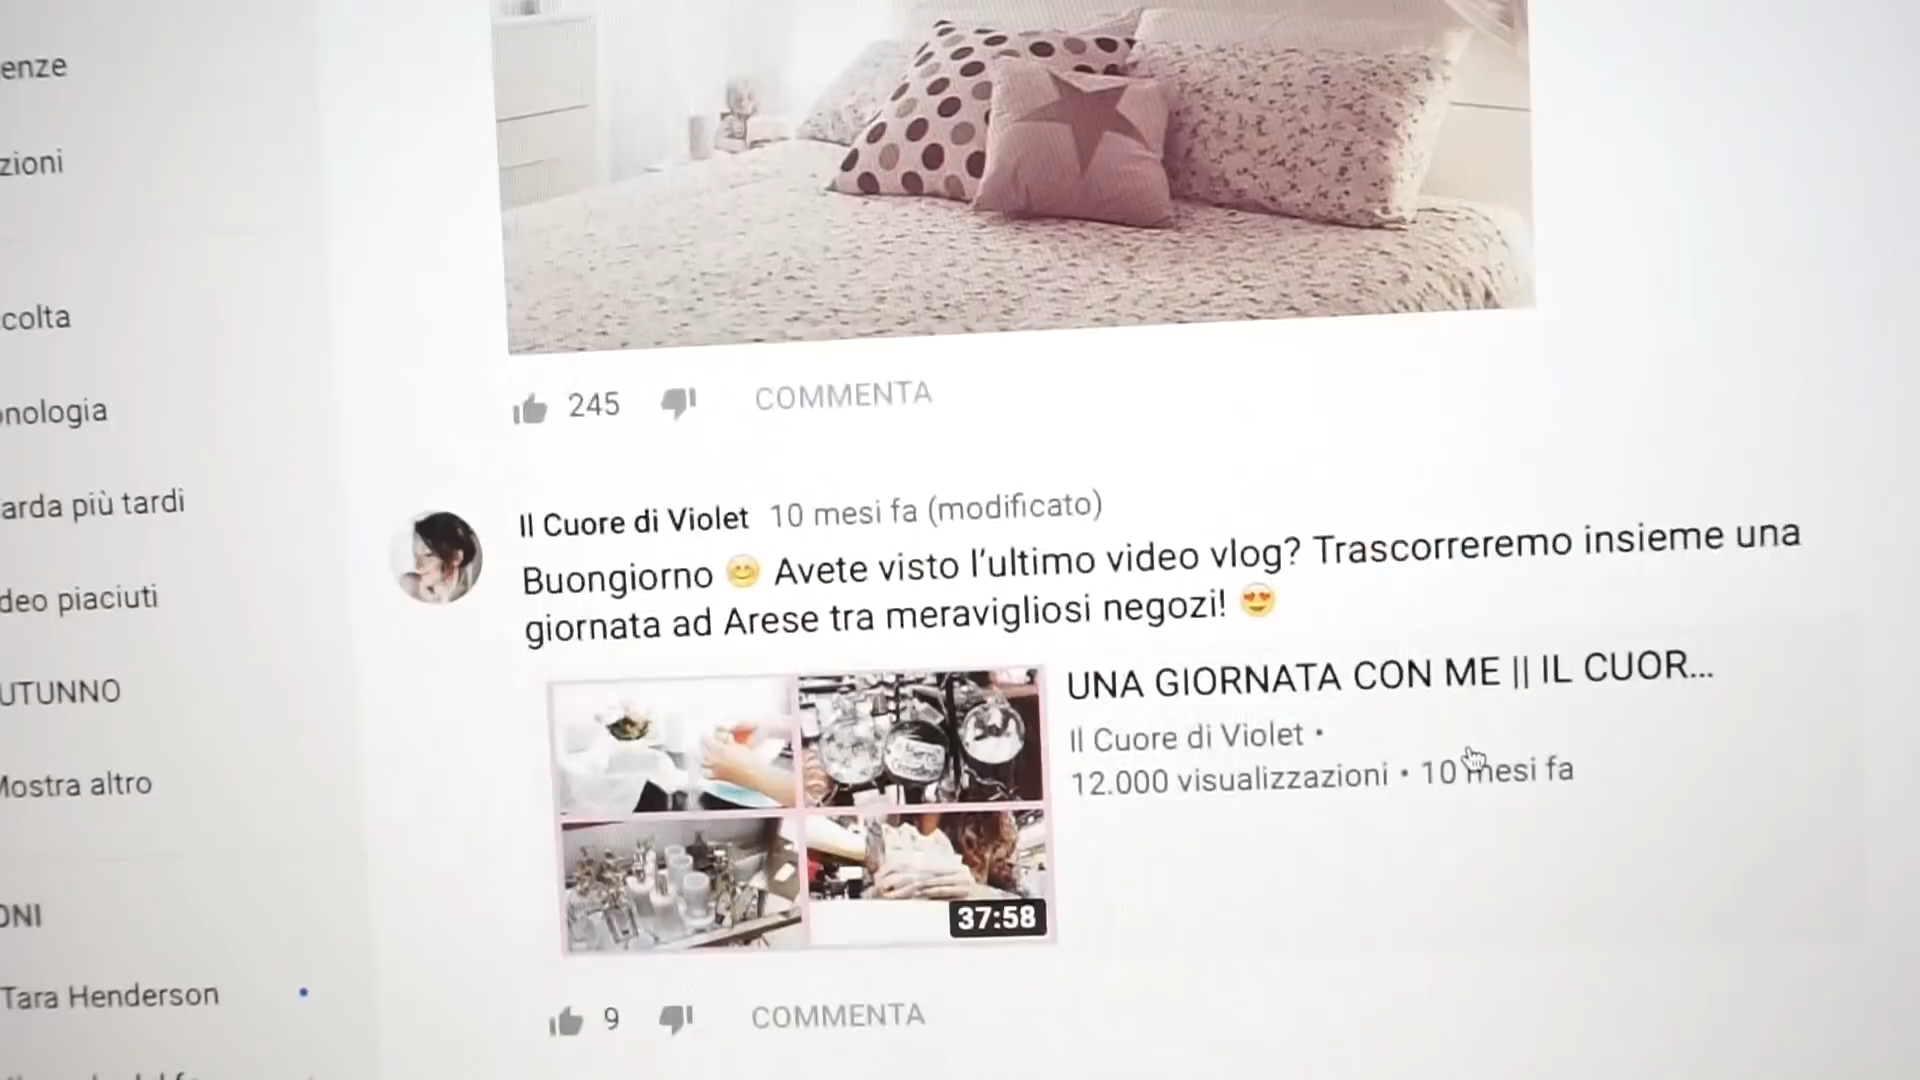 enze
zioni
colta
onologia
arda più tardi
deo piaciuti
UTUNNO
Mostra altro
ONI
Tara Henderson
245 COMMENTA
Il Cuore di Violet 10 mesi fa (modificato)
Buongiorno 😊 Avete visto l'ultimo video vlog? Trascorreremo insieme una
giornata ad Arese tra meravigliosi negozi! 😍
UNA GIORNATA CON ME || IL CUOR...
Il Cuore di Violet •
12.000 visualizzazioni • 10 mesi fa
37:58
9 COMMENTA